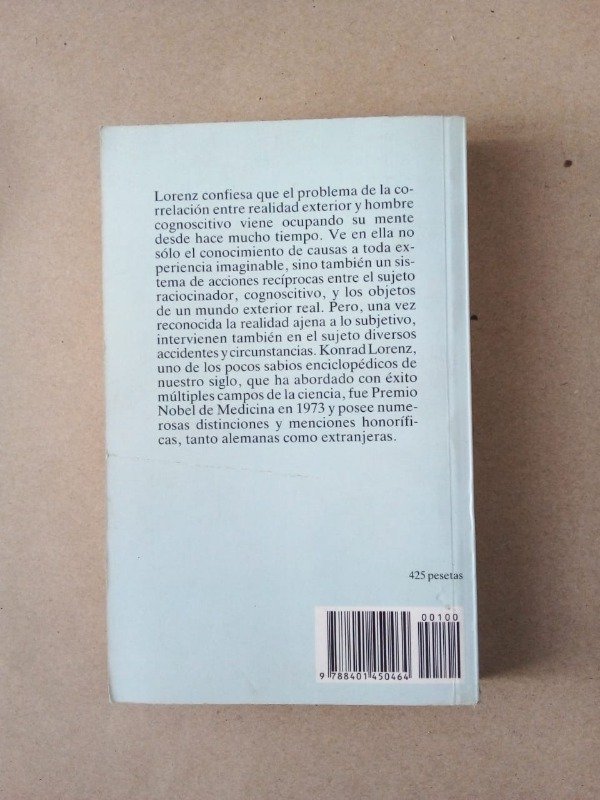 Lorenz confiesa que el problema de la co-
rrelación entre realidad exterior y hombre
cognoscitivo viene ocupando su mente
desde hace mucho tiempo. Ve en ella no
sólo el conocimiento de causas a toda ex-
periencia imaginable, sino también un sis-
tema de acciones recíprocas entre el sujeto
raciocinador, cognoscitivo, y los objetos
de un mundo exterior real. Pero, una vez
reconocida la realidad ajena a lo subjetivo,
intervienen también en el sujeto diversos
accidentes y circunstancias. Konrad Lorenz,
uno de los pocos sabios enciclopédicos de
nuestro siglo, que ha abordado con éxito
múltiples campos de la ciencia, fue Premio
Nobel de Medicina en 1973 y posee nume-
rosas distinciones y menciones honorífi-
cas, tanto alemanas como extranjeras.
425 pesetas
00100
9 788401 450464